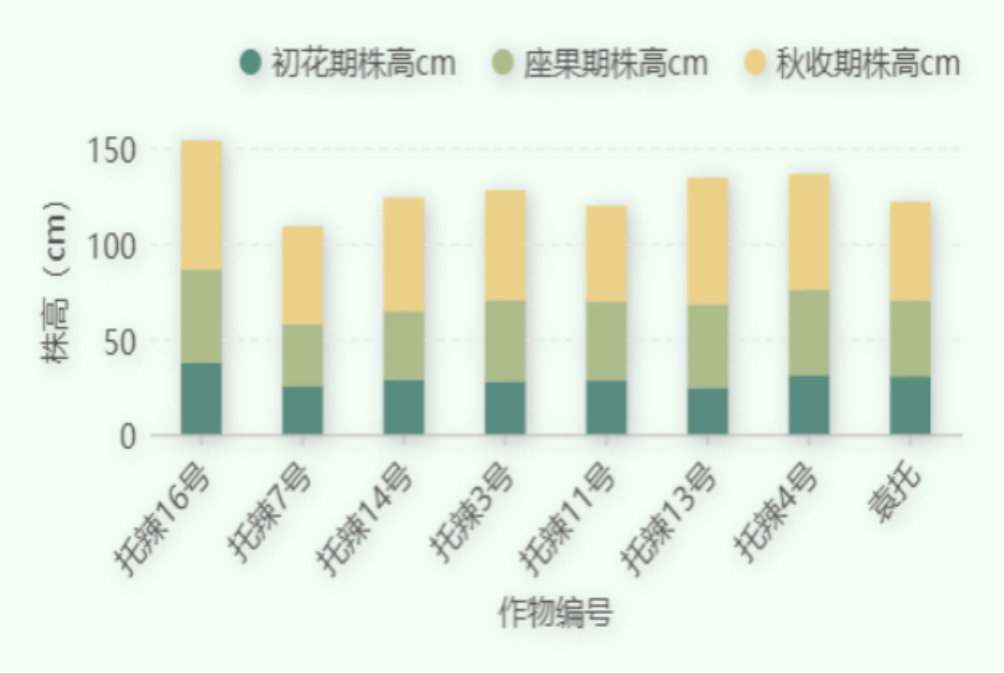 初花期株高cm 座果期株高cm 秋收期株高cm
株高（cm）
150
100
50
0
托辣16号 托辣7号 托辣14号 托辣3号 托辣11号 托辣13号 托辣4号 袁托
作物编号